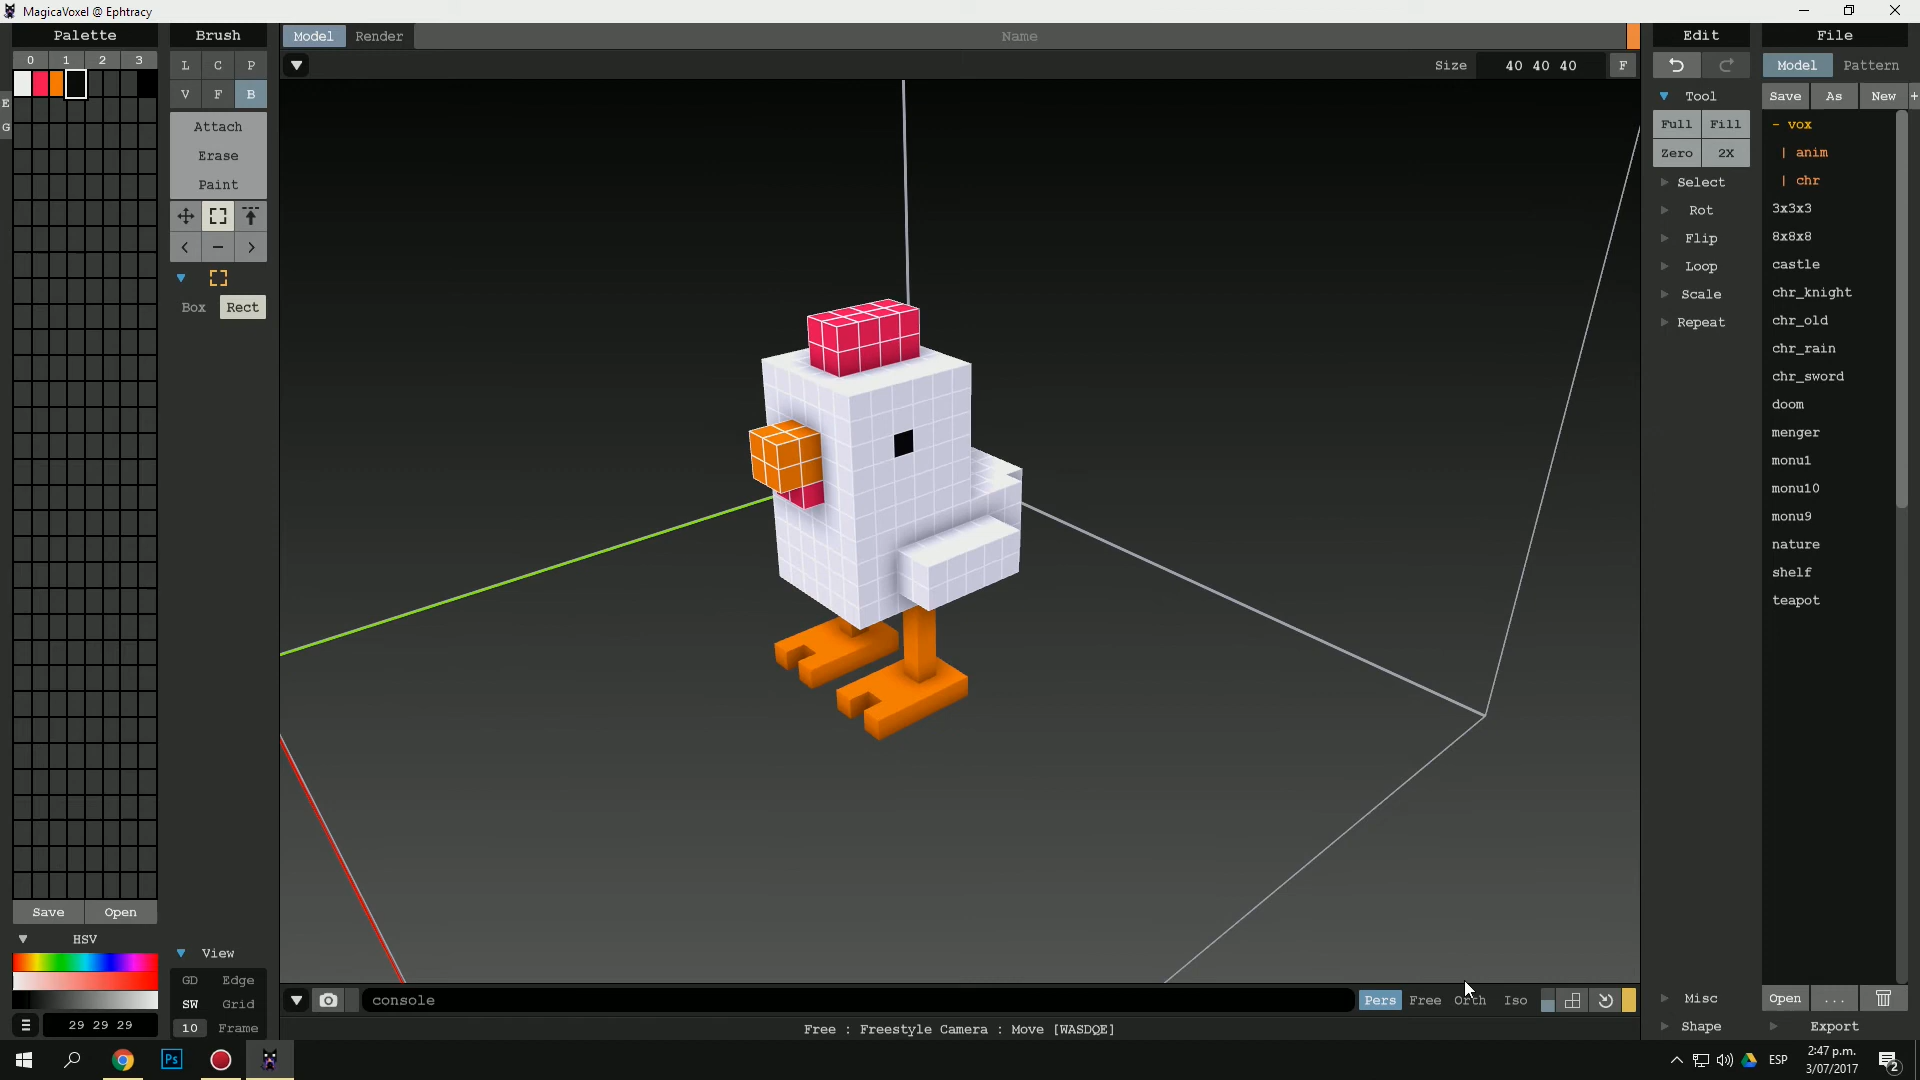 MagicaVoxel @ Ephtracy
Palette
0 1 2 3
E
G
Save Open
HSV
29 29 29
Brush
L C P
V F B
Attach
Erase
Paint
Box Rect
View
GD Edge
SW Grid
10 Frame
Model Render Name
Size 40 40 40 F
console
Pers Free Orth Iso
Free : Freestyle Camera : Move [WASDQE]
Edit
Tool
Full Fill
Zero 2X
Select
Rot
Flip
Loop
Scale
Repeat
Misc
Shape
File
Model Pattern
Save As New +
- vox
| anim
| chr
3x3x3
8x8x8
castle
chr_knight
chr_old
chr_rain
chr_sword
doom
menger
monu1
monu10
monu9
nature
shelf
teapot
Open ...
Export
Ps
ESP
2:47 p.m.
3/07/2017
2